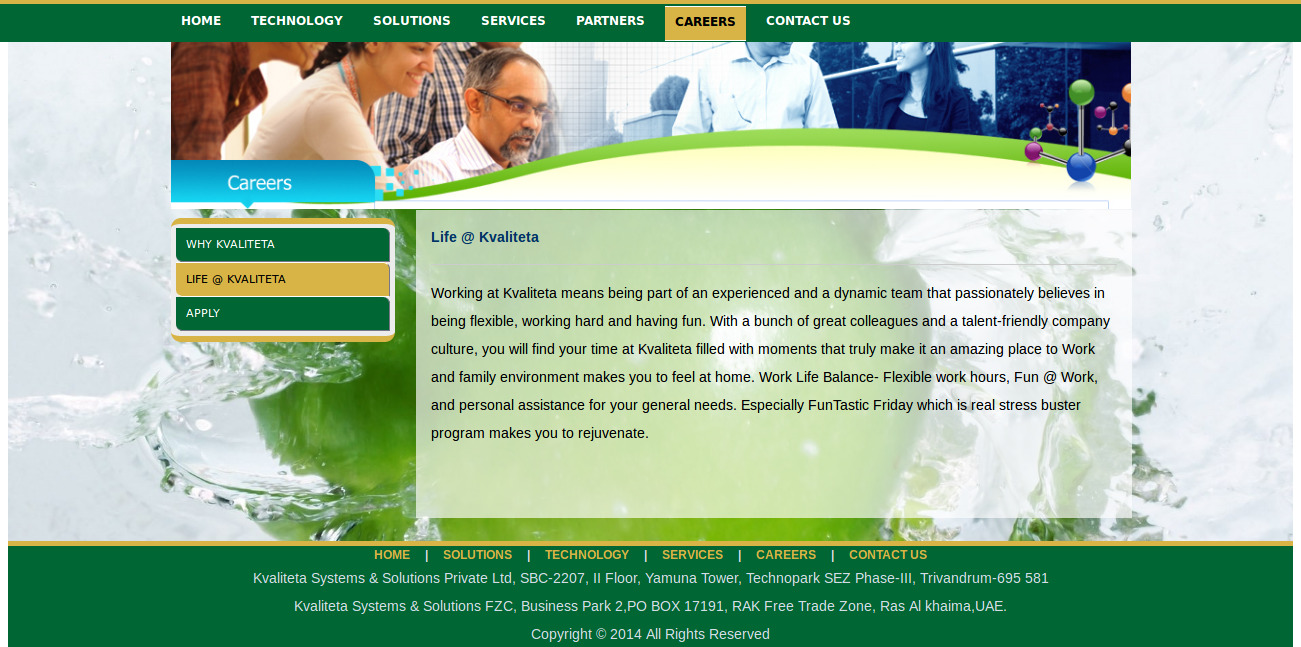 HOME TECHNOLOGY SOLUTIONS SERVICES PARTNERS CAREERS CONTACT US
Careers
WHY KVALITETA
LIFE @ KVALITETA
APPLY
Life @ Kvaliteta
Working at Kvaliteta means being part of an experienced and a dynamic team that passionately believes in
being flexible, working hard and having fun. With a bunch of great colleagues and a talent-friendly company
culture, you will find your time at Kvaliteta filled with moments that truly make it an amazing place to Work
and family environment makes you to feel at home. Work Life Balance- Flexible work hours, Fun @ Work,
and personal assistance for your general needs. Especially FunTastic Friday which is real stress buster
program makes you to rejuvenate.
HOME | SOLUTIONS | TECHNOLOGY | SERVICES | CAREERS | CONTACT US
Kvaliteta Systems & Solutions Private Ltd, SBC-2207, II Floor, Yamuna Tower, Technopark SEZ Phase-III, Trivandrum-695 581
Kvaliteta Systems & Solutions FZC, Business Park 2,PO BOX 17191, RAK Free Trade Zone, Ras Al khaima,UAE.
Copyright © 2014 All Rights Reserved